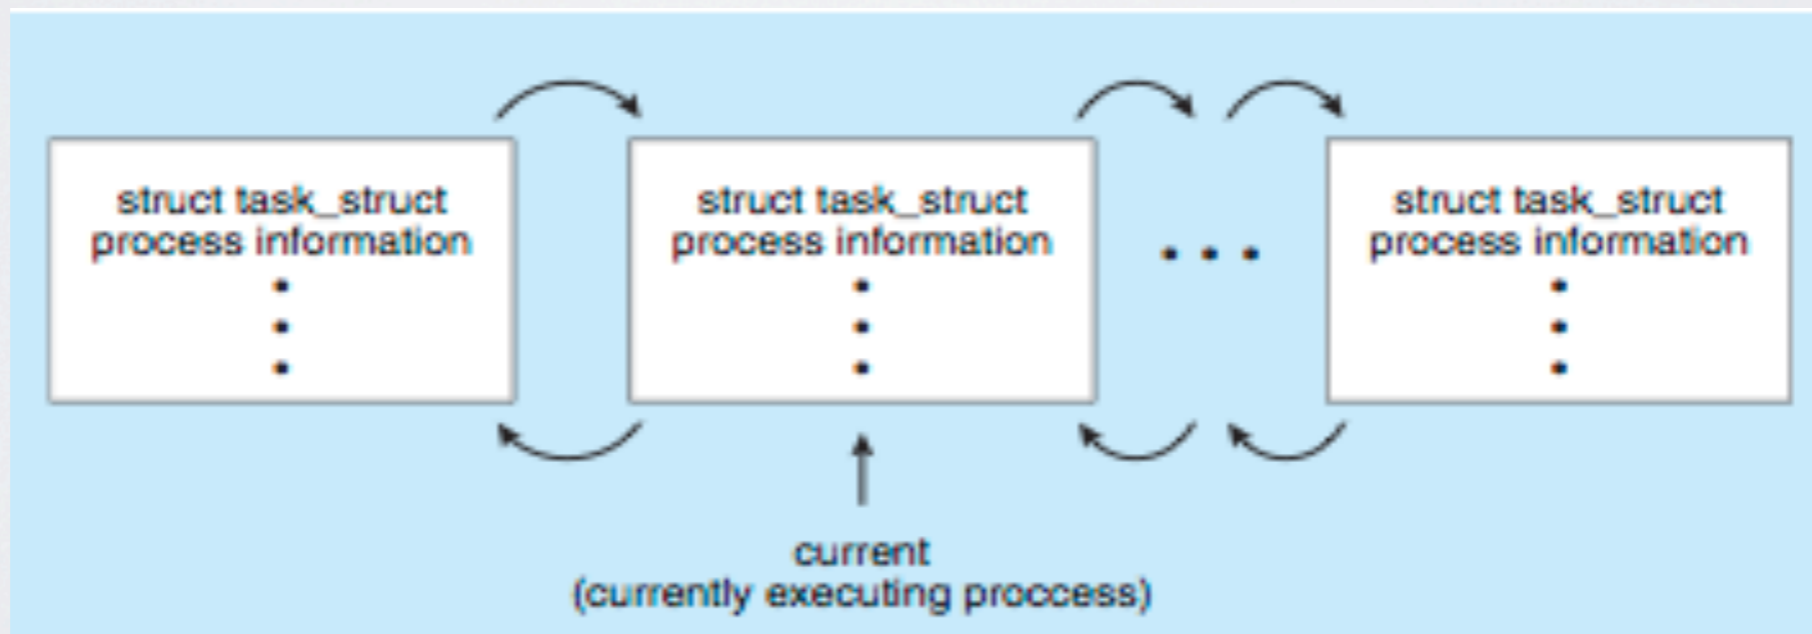 struct task_struct
process information
struct task_struct
process information
. . .
struct task_struct
process information
current
(currently executing proccess)